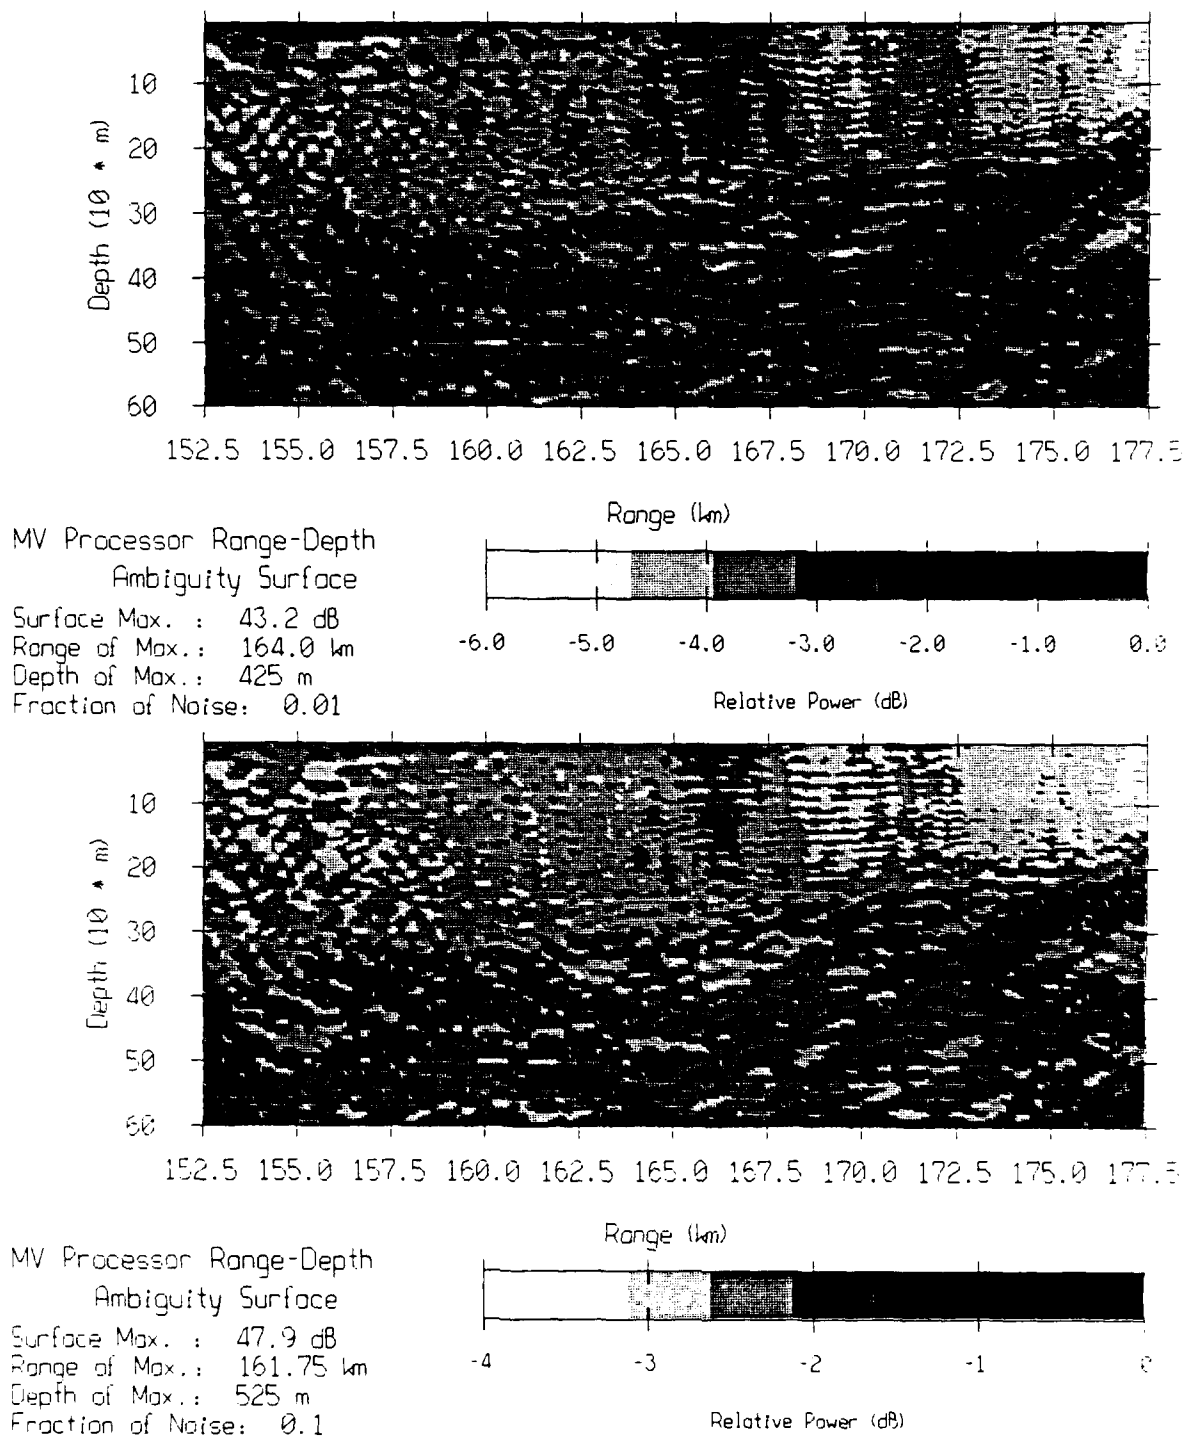 10
20
30
40
50
60
Depth (10 * m)
152.5 155.0 157.5 160.0 162.5 165.0 167.5 170.0 172.5 175.0 177.5
Range (km)
MV Processor Range-Depth
Ambiguity Surface
Surface Max. : 43.2 dB
Range of Max.: 164.0 km
Depth of Max.: 425 m
Fraction of Noise: 0.01
-6.0 -5.0 -4.0 -3.0 -2.0 -1.0 0.0
Relative Power (dB)
10
20
30
40
50
60
Depth (10 * m)
152.5 155.0 157.5 160.0 162.5 165.0 167.5 170.0 172.5 175.0 177.5
Range (km)
MV Processor Range-Depth
Ambiguity Surface
Surface Max. : 47.9 dB
Range of Max.: 161.75 km
Depth of Max.: 525 m
Fraction of Noise: 0.1
-4 -3 -2 -1 0
Relative Power (dB)